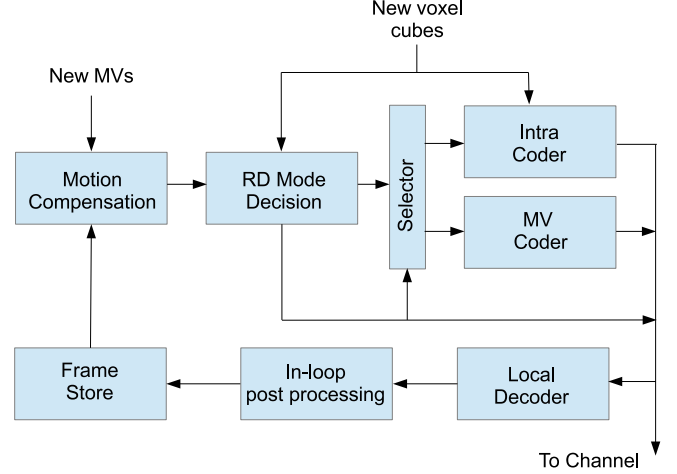 New voxel
cubes
New MVs
Motion
Compensation
RD Mode
Decision
Selector
Intra
Coder
MV
Coder
Frame
Store
In-loop
post processing
Local
Decoder
To Channel